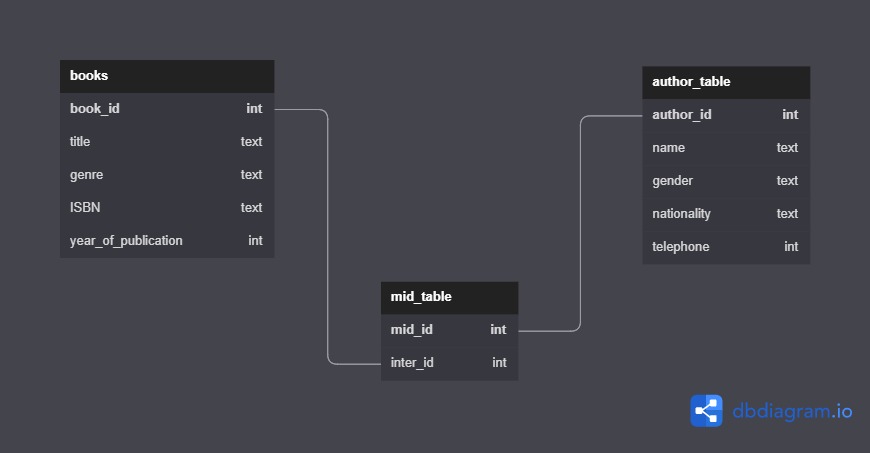 books
book_id int
title text
genre text
ISBN text
year_of_publication int
author_table
author_id int
name text
gender text
nationality text
telephone int
mid_table
mid_id int
inter_id int
dbdiagram.io